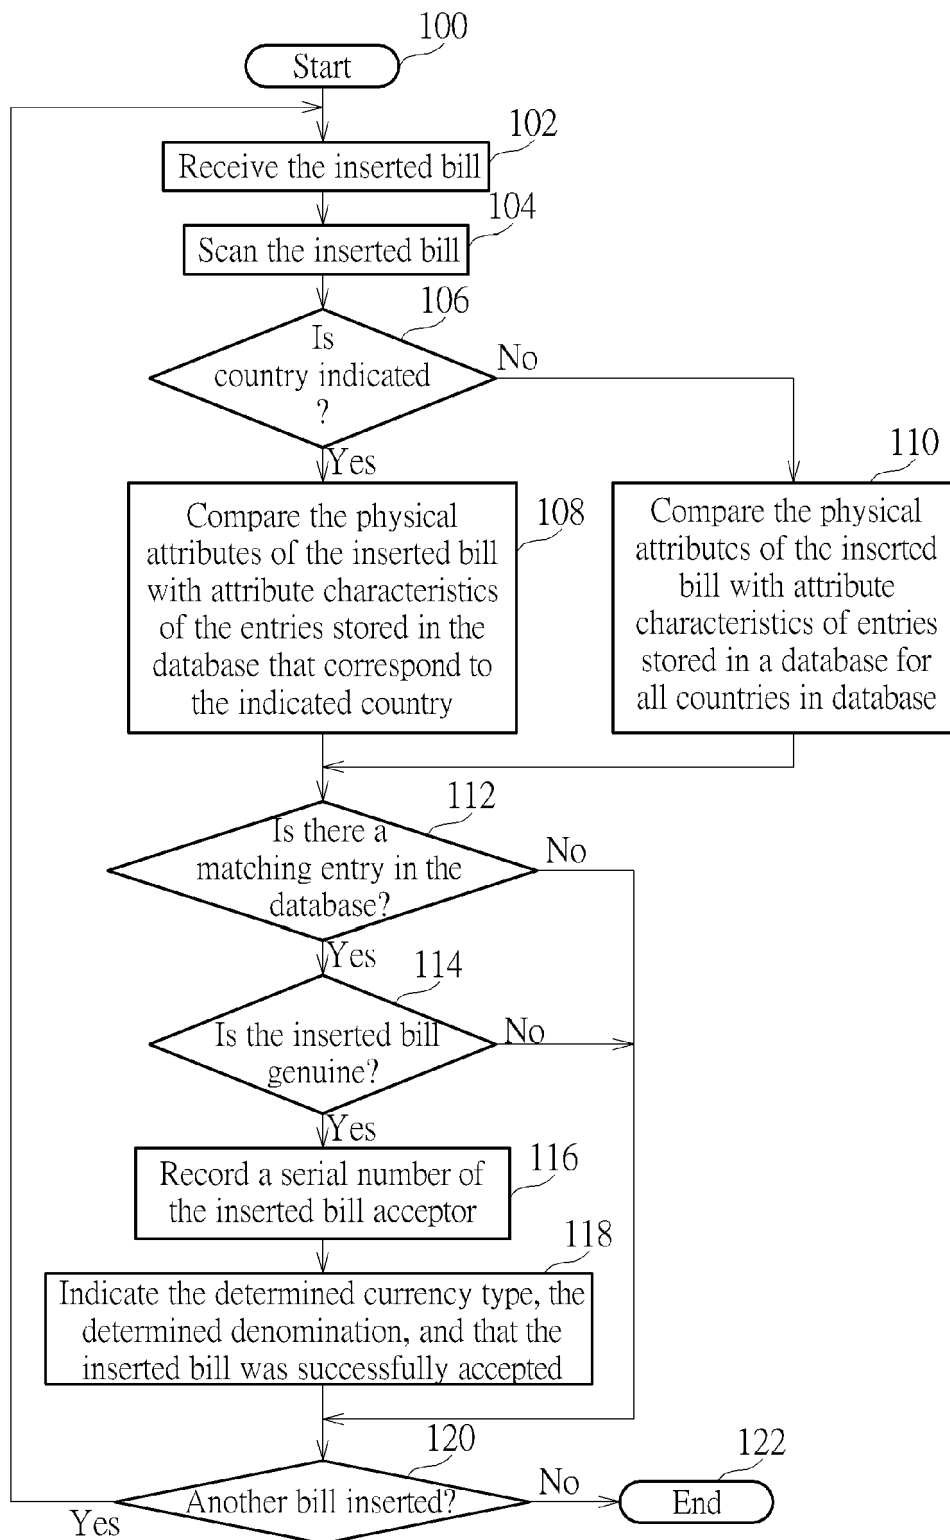 100
Start
102
Receive the inserted bill
104
Scan the inserted bill
106
Is
country indicated
?
No
Yes
108
Compare the physical
attributes of the inserted bill
with attribute characteristics
of the entries stored in the
database that correspond to
the indicated country
110
Compare the physical
attributes of the inserted
bill with attribute
characteristics of entries
stored in a database for
all countries in database
112
Is there a
matching entry in the
database?
No
Yes
114
Is the inserted bill
genuine?
No
Yes
116
Record a serial number of
the inserted bill acceptor
118
Indicate the determined currency type, the
determined denomination, and that the
inserted bill was successfully accepted
120
Another bill inserted?
Yes
No
122
End